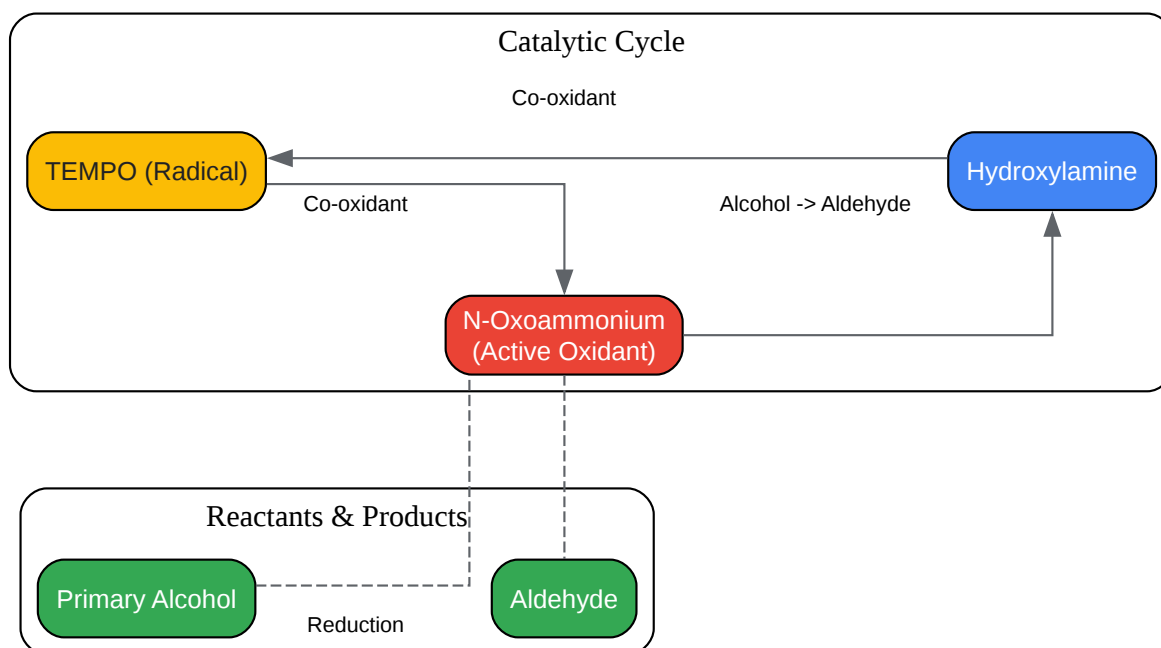 Catalytic Cycle
Co-oxidant
TEMPO (Radical)
Hydroxylamine
Co-oxidant
Alcohol -> Aldehyde
N-Oxoammonium
(Active Oxidant)
Reactants & Products
Primary Alcohol
Aldehyde
Reduction